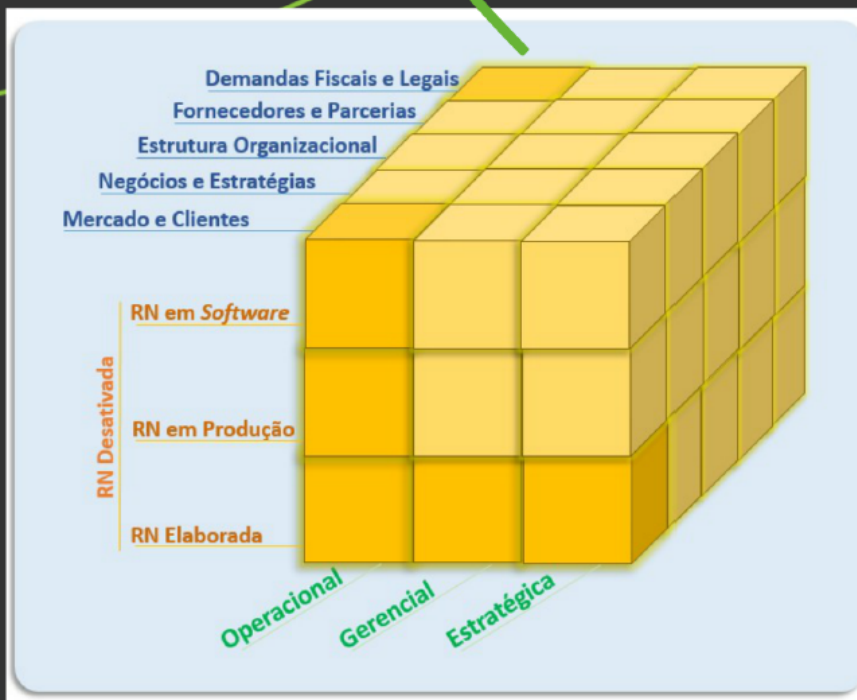 Demandas Fiscais e Legais
Fornecedores e Parcerias
Estrutura Organizacional
Negócios e Estratégias
Mercado e Clientes
RN Desativada
RN em Software
RN em Produção
RN Elaborada
Operacional
Gerencial
Estratégica